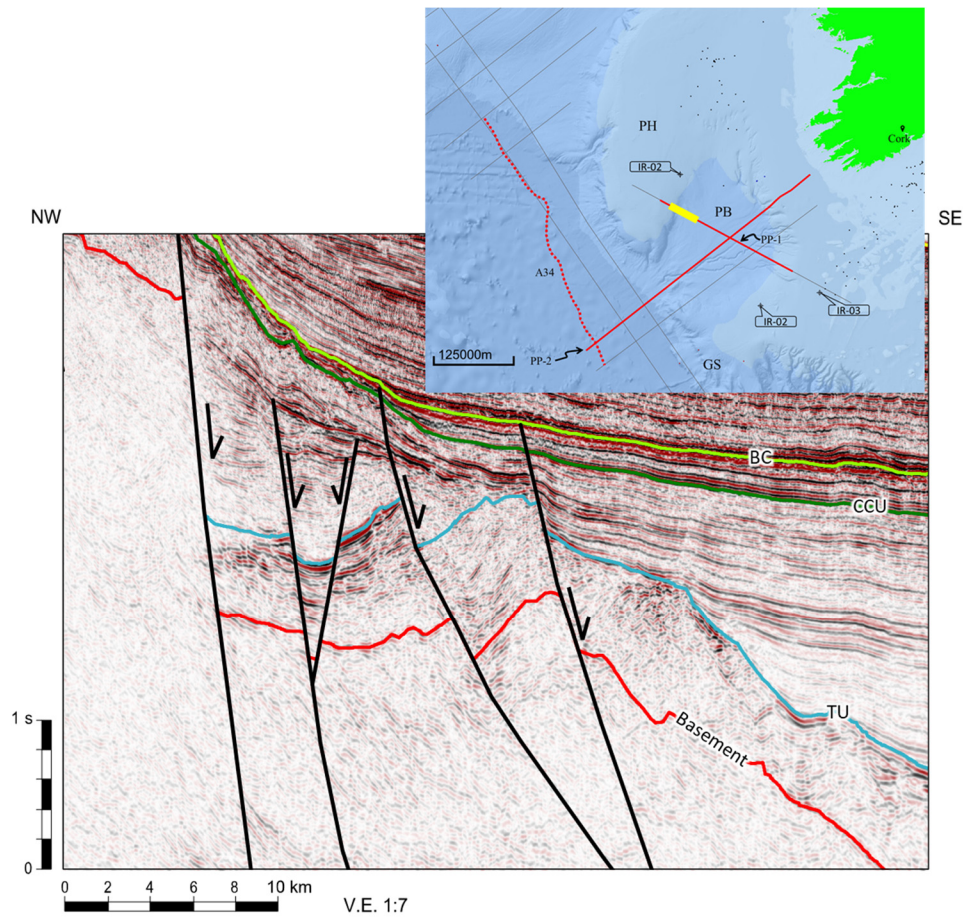 PH
Cork
IR-02
PB
PP-1
A34
IR-03
IR-02
125000m
PP-2
GS
NW
SE
BC
CCU
TU
Basement
1 s
0
0 2 4 6 8 10 km
V.E. 1:7